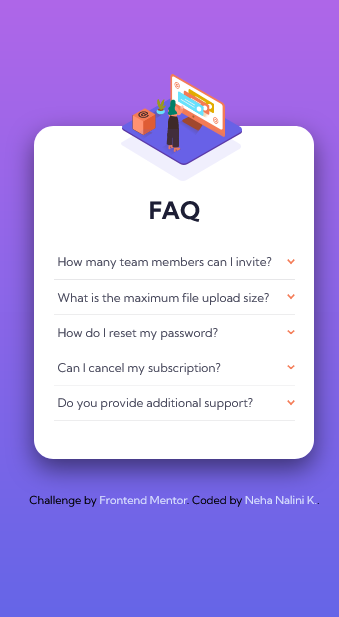 FAQ
How many team members can I invite?
What is the maximum file upload size?
How do I reset my password?
Can I cancel my subscription?
Do you provide additional support?
Challenge by Frontend Mentor. Coded by Neha Nalini K..